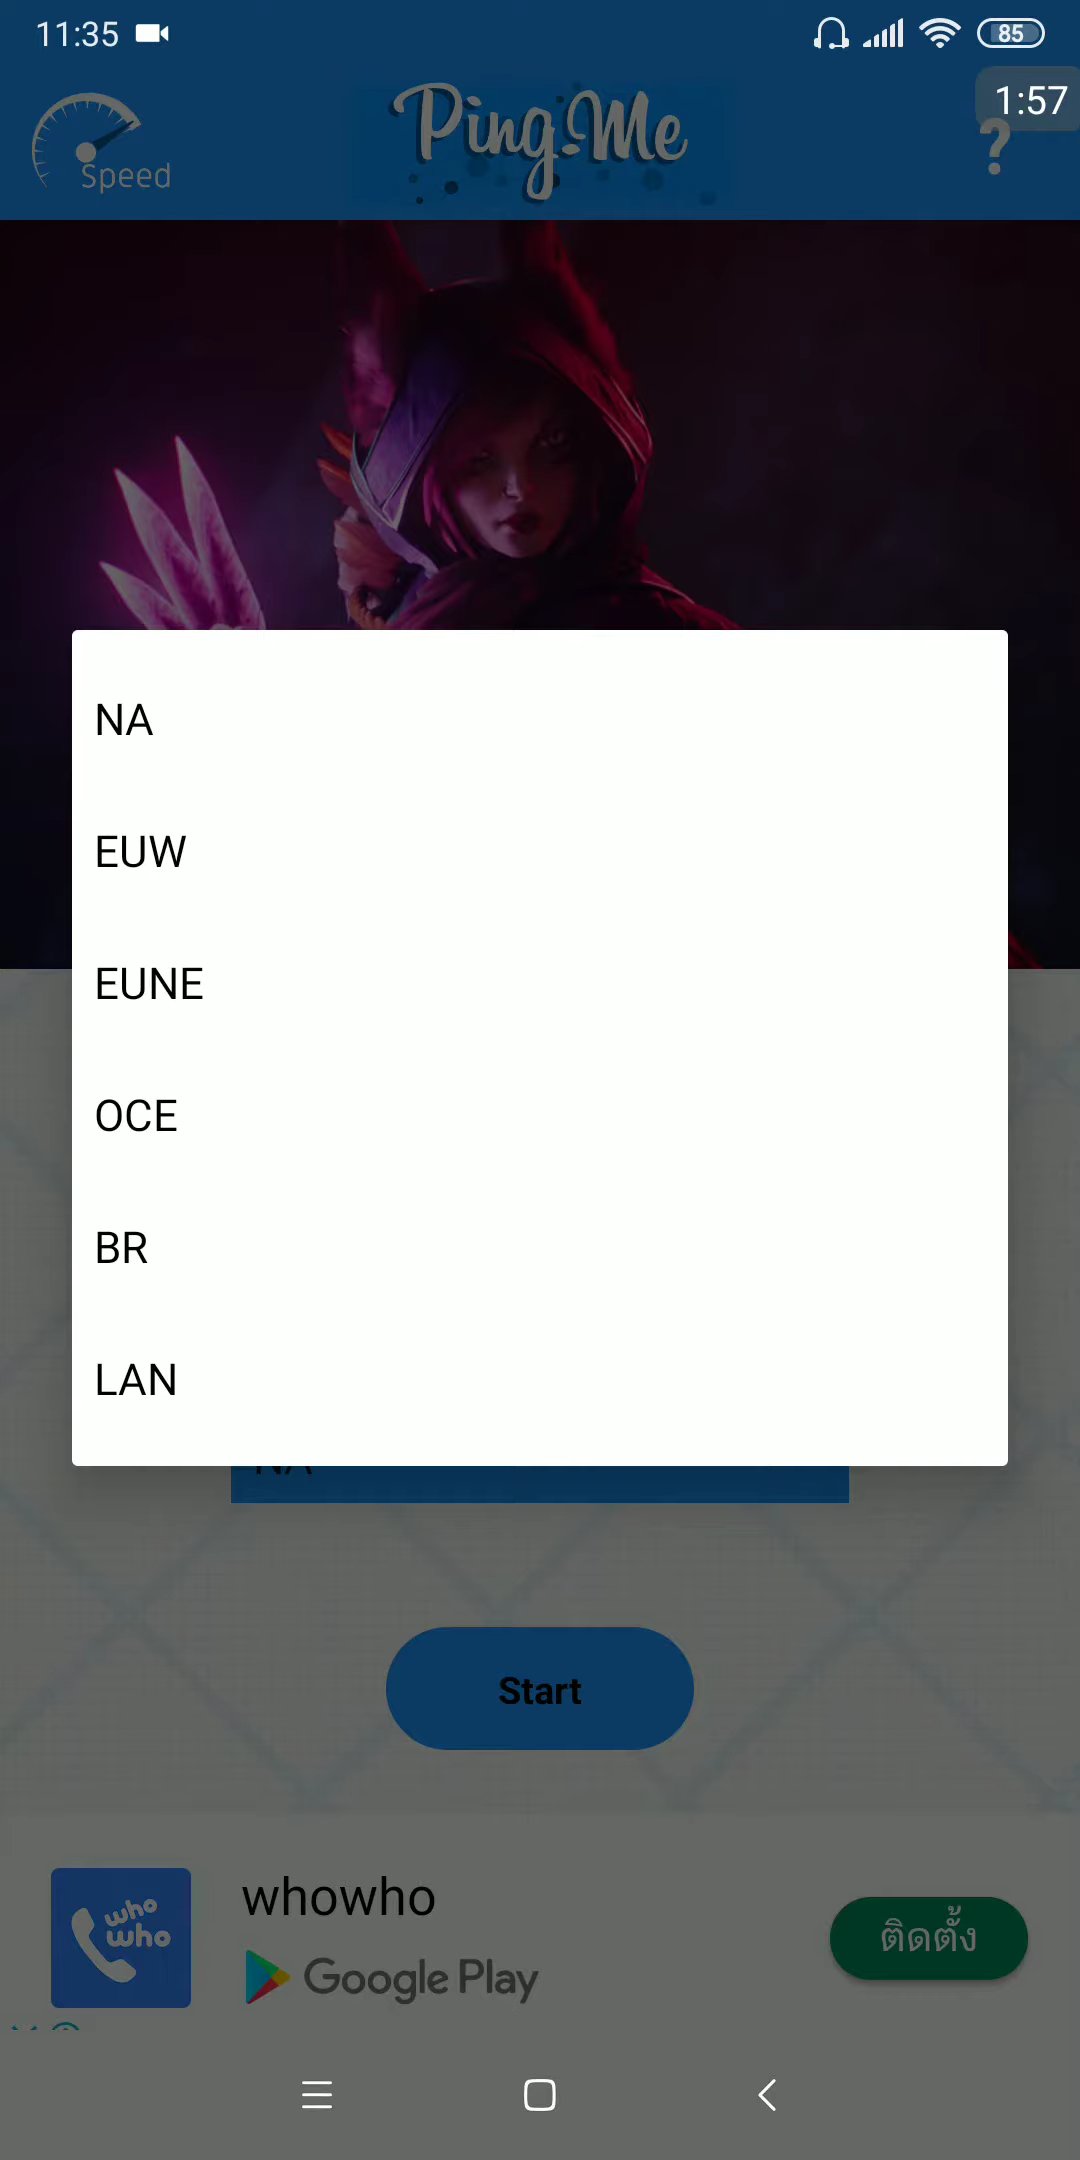 11:35
85
1:57
Speed
Ping Me
?
NA
EUW
EUNE
OCE
BR
LAN
NA
Start
who
who
whowho
Google Play
ติดตั้ง